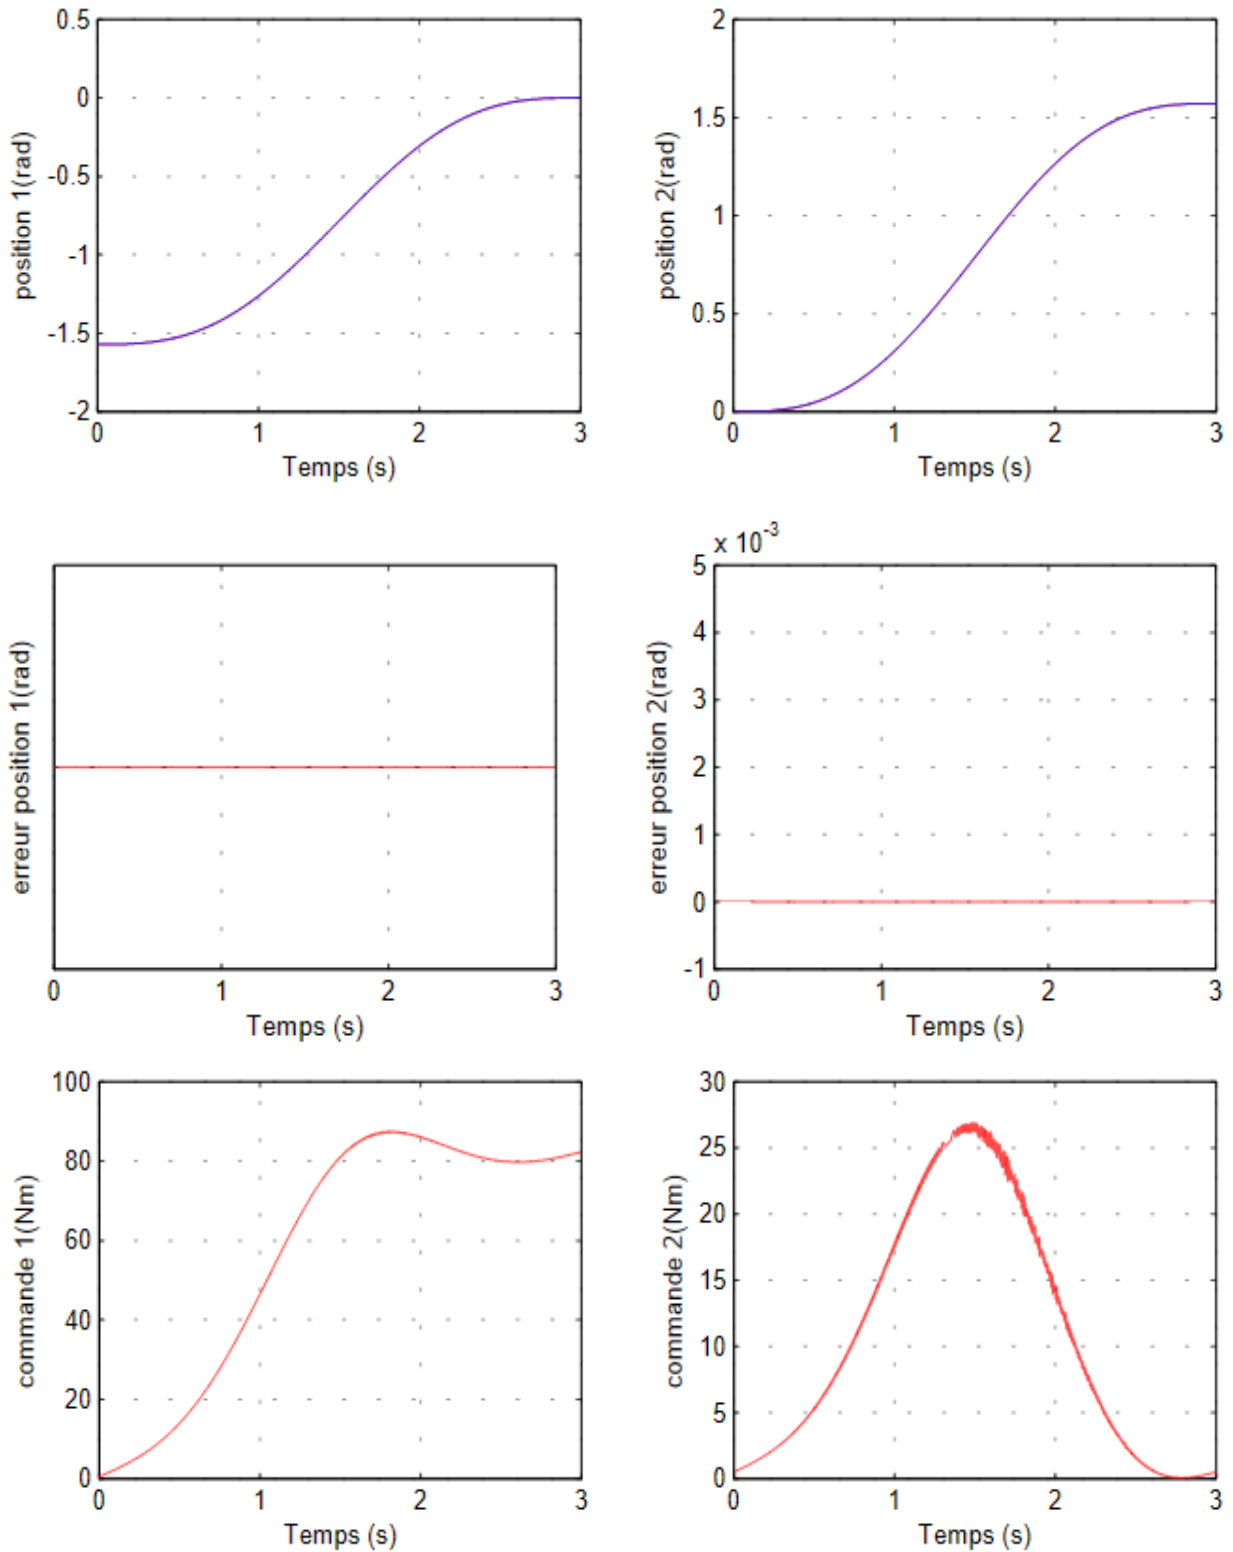 0.5
0
-0.5
-1
-1.5
-2
0 1 2 3
position 1(rad)
Temps (s)
2
1.5
1
0.5
0
0 1 2 3
position 2(rad)
Temps (s)
erreur position 1(rad)
0 1 2 3
Temps (s)
x 10^-3
5
4
3
2
1
0
-1
0 1 2 3
erreur position 2(rad)
Temps (s)
100
80
60
40
20
0
0 1 2 3
commande 1(Nm)
Temps (s)
30
25
20
15
10
5
0
0 1 2 3
commande 2(Nm)
Temps (s)